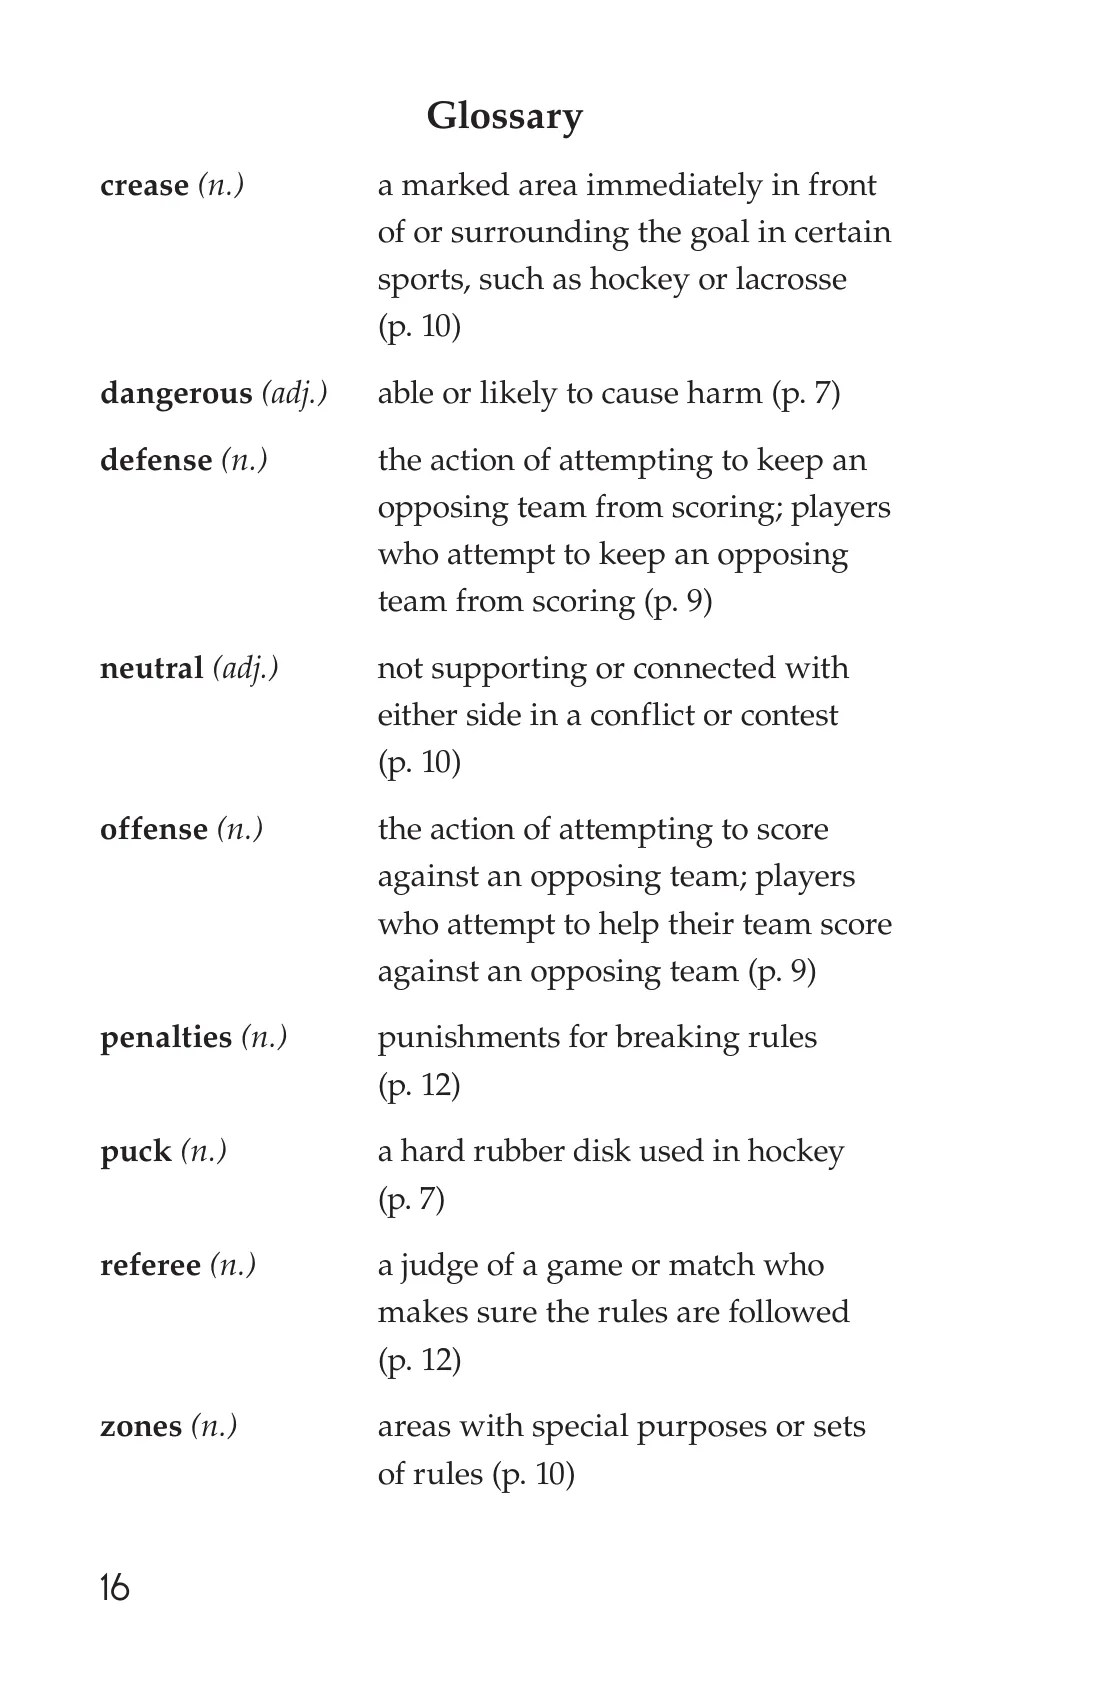 Glossary
crease (n.) a marked area immediately in front
of or surrounding the goal in certain
sports, such as hockey or lacrosse
(p. 10)
dangerous (adj.) able or likely to cause harm (p. 7)
defense (n.) the action of attempting to keep an
opposing team from scoring; players
who attempt to keep an opposing
team from scoring (p. 9)
neutral (adj.) not supporting or connected with
either side in a conflict or contest
(p. 10)
offense (n.) the action of attempting to score
against an opposing team; players
who attempt to help their team score
against an opposing team (p. 9)
penalties (n.) punishments for breaking rules
(p. 12)
puck (n.) a hard rubber disk used in hockey
(p. 7)
referee (n.) a judge of a game or match who
makes sure the rules are followed
(p. 12)
zones (n.) areas with special purposes or sets
of rules (p. 10)
16